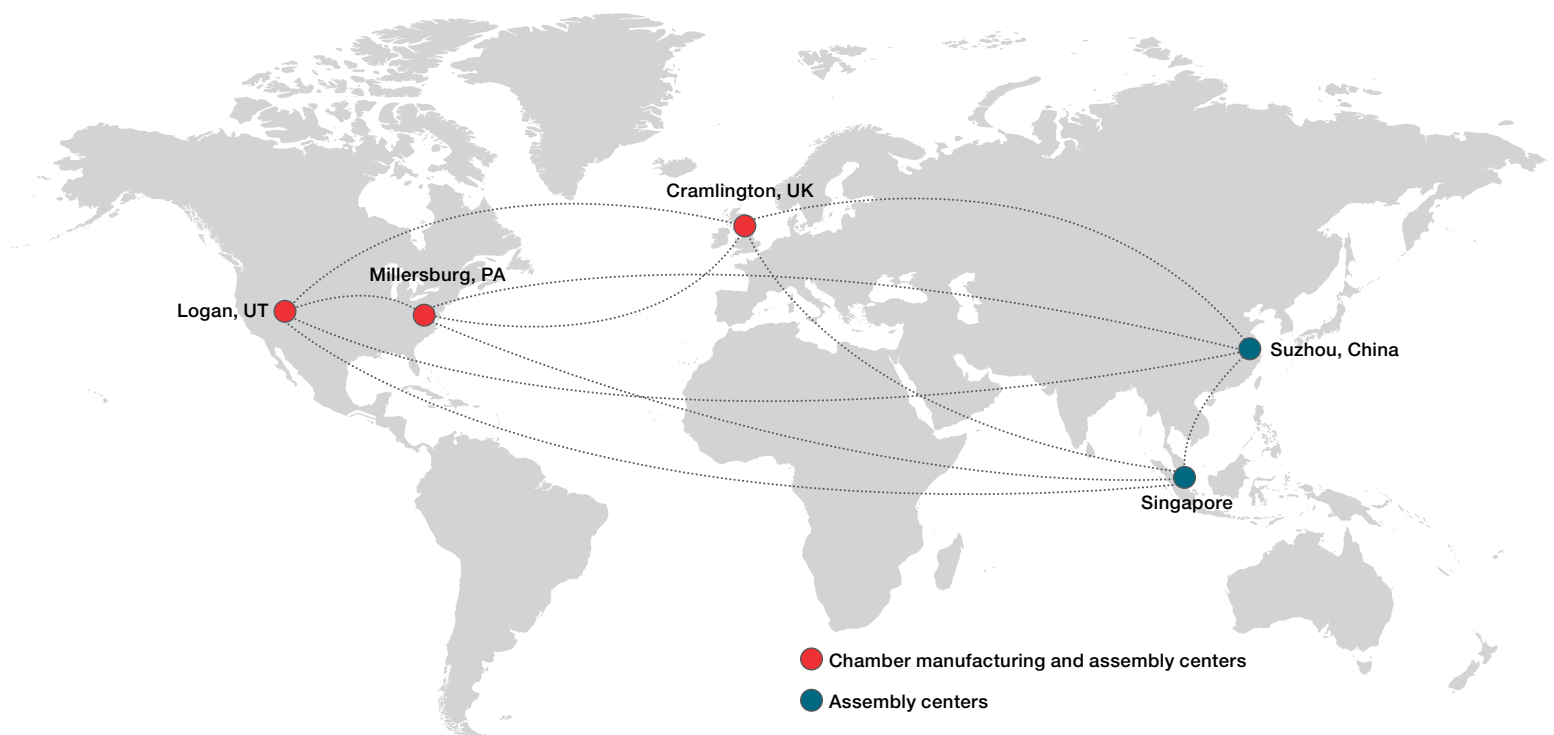 Cramlington, UK
Millersburg, PA
Logan, UT
Suzhou, China
Singapore
Chamber manufacturing and assembly centers
Assembly centers